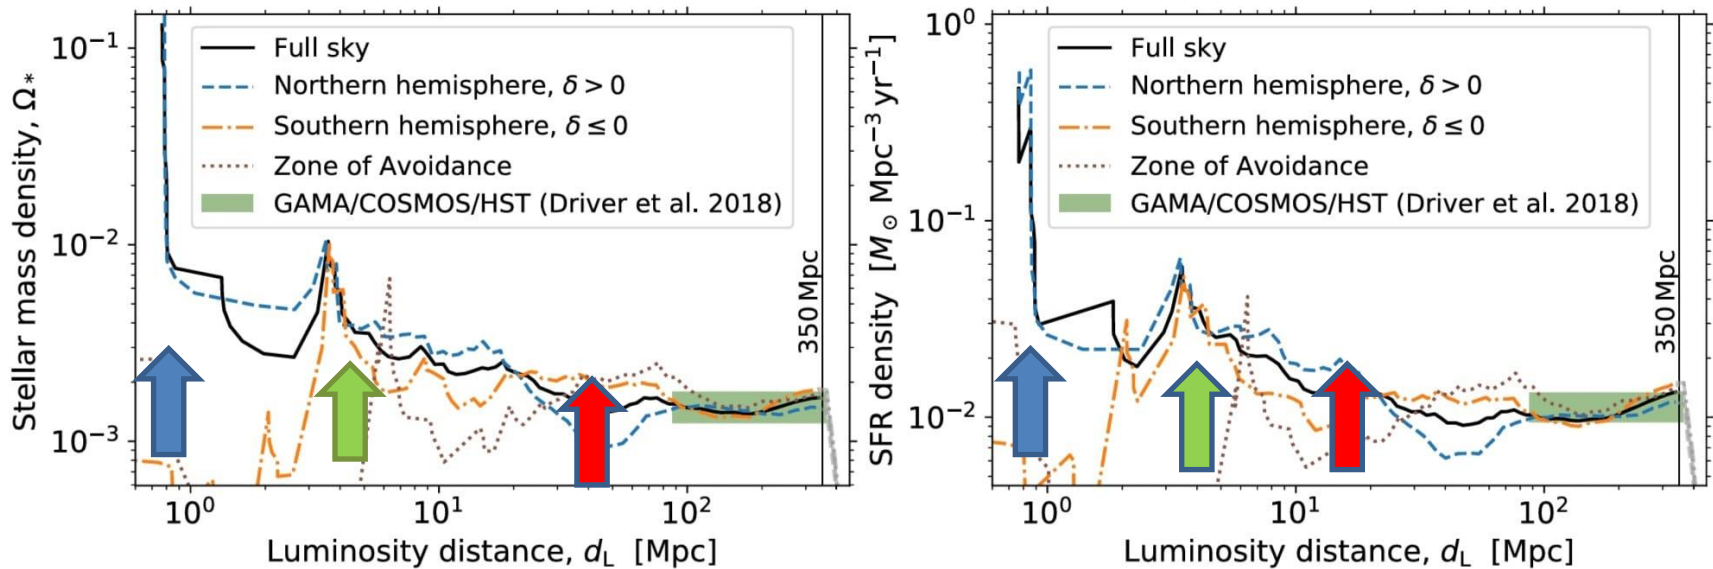 Stellar mass density, Ω*
10⁻¹
10⁻²
10⁻³
Full sky
Northern hemisphere, δ > 0
Southern hemisphere, δ ≤ 0
Zone of Avoidance
GAMA/COSMOS/HST (Driver et al. 2018)
350 Mpc
10⁰
10¹
10²
Luminosity distance, d_L [Mpc]
SFR density [M⊙ Mpc⁻³ yr⁻¹]
10⁰
10⁻¹
10⁻²
Full sky
Northern hemisphere, δ > 0
Southern hemisphere, δ ≤ 0
Zone of Avoidance
GAMA/COSMOS/HST (Driver et al. 2018)
350 Mpc
10⁰
10¹
10²
Luminosity distance, d_L [Mpc]